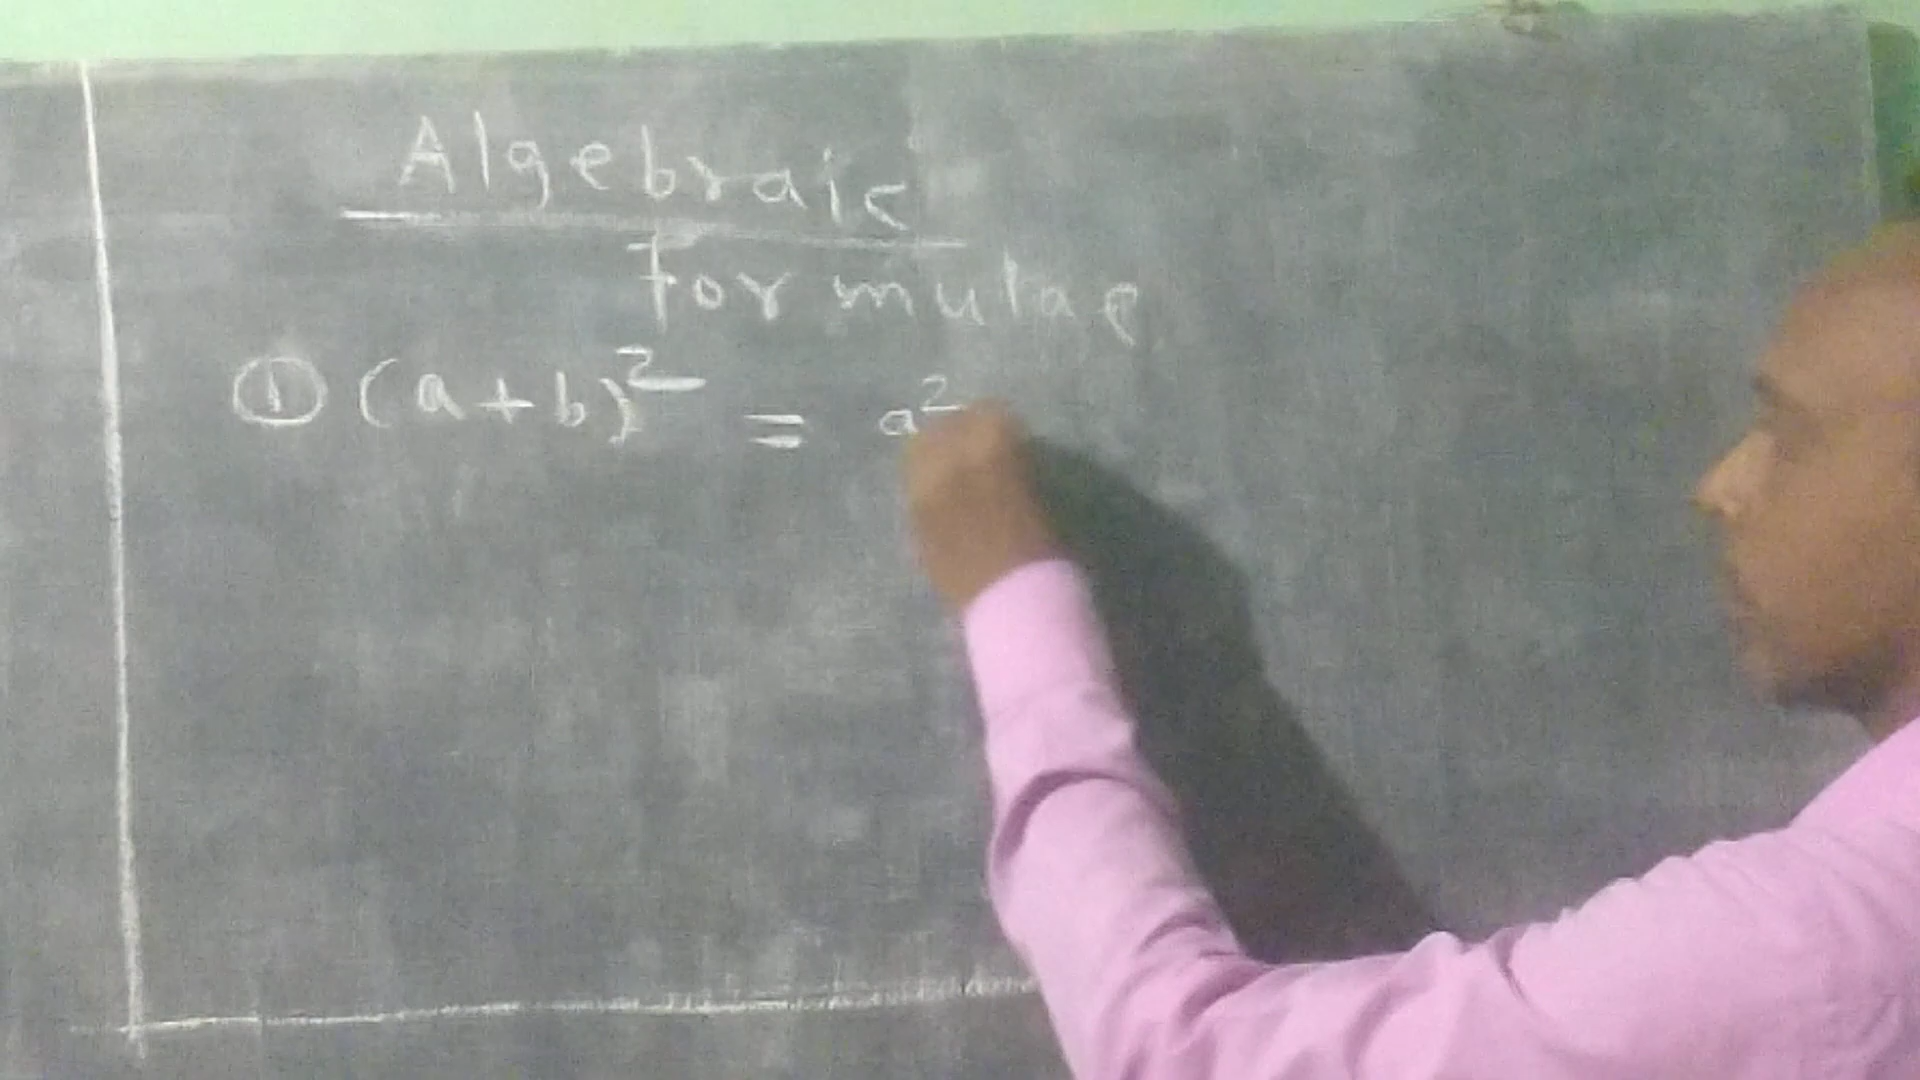 Algebraic
Formulae
① (a+b)² = a²